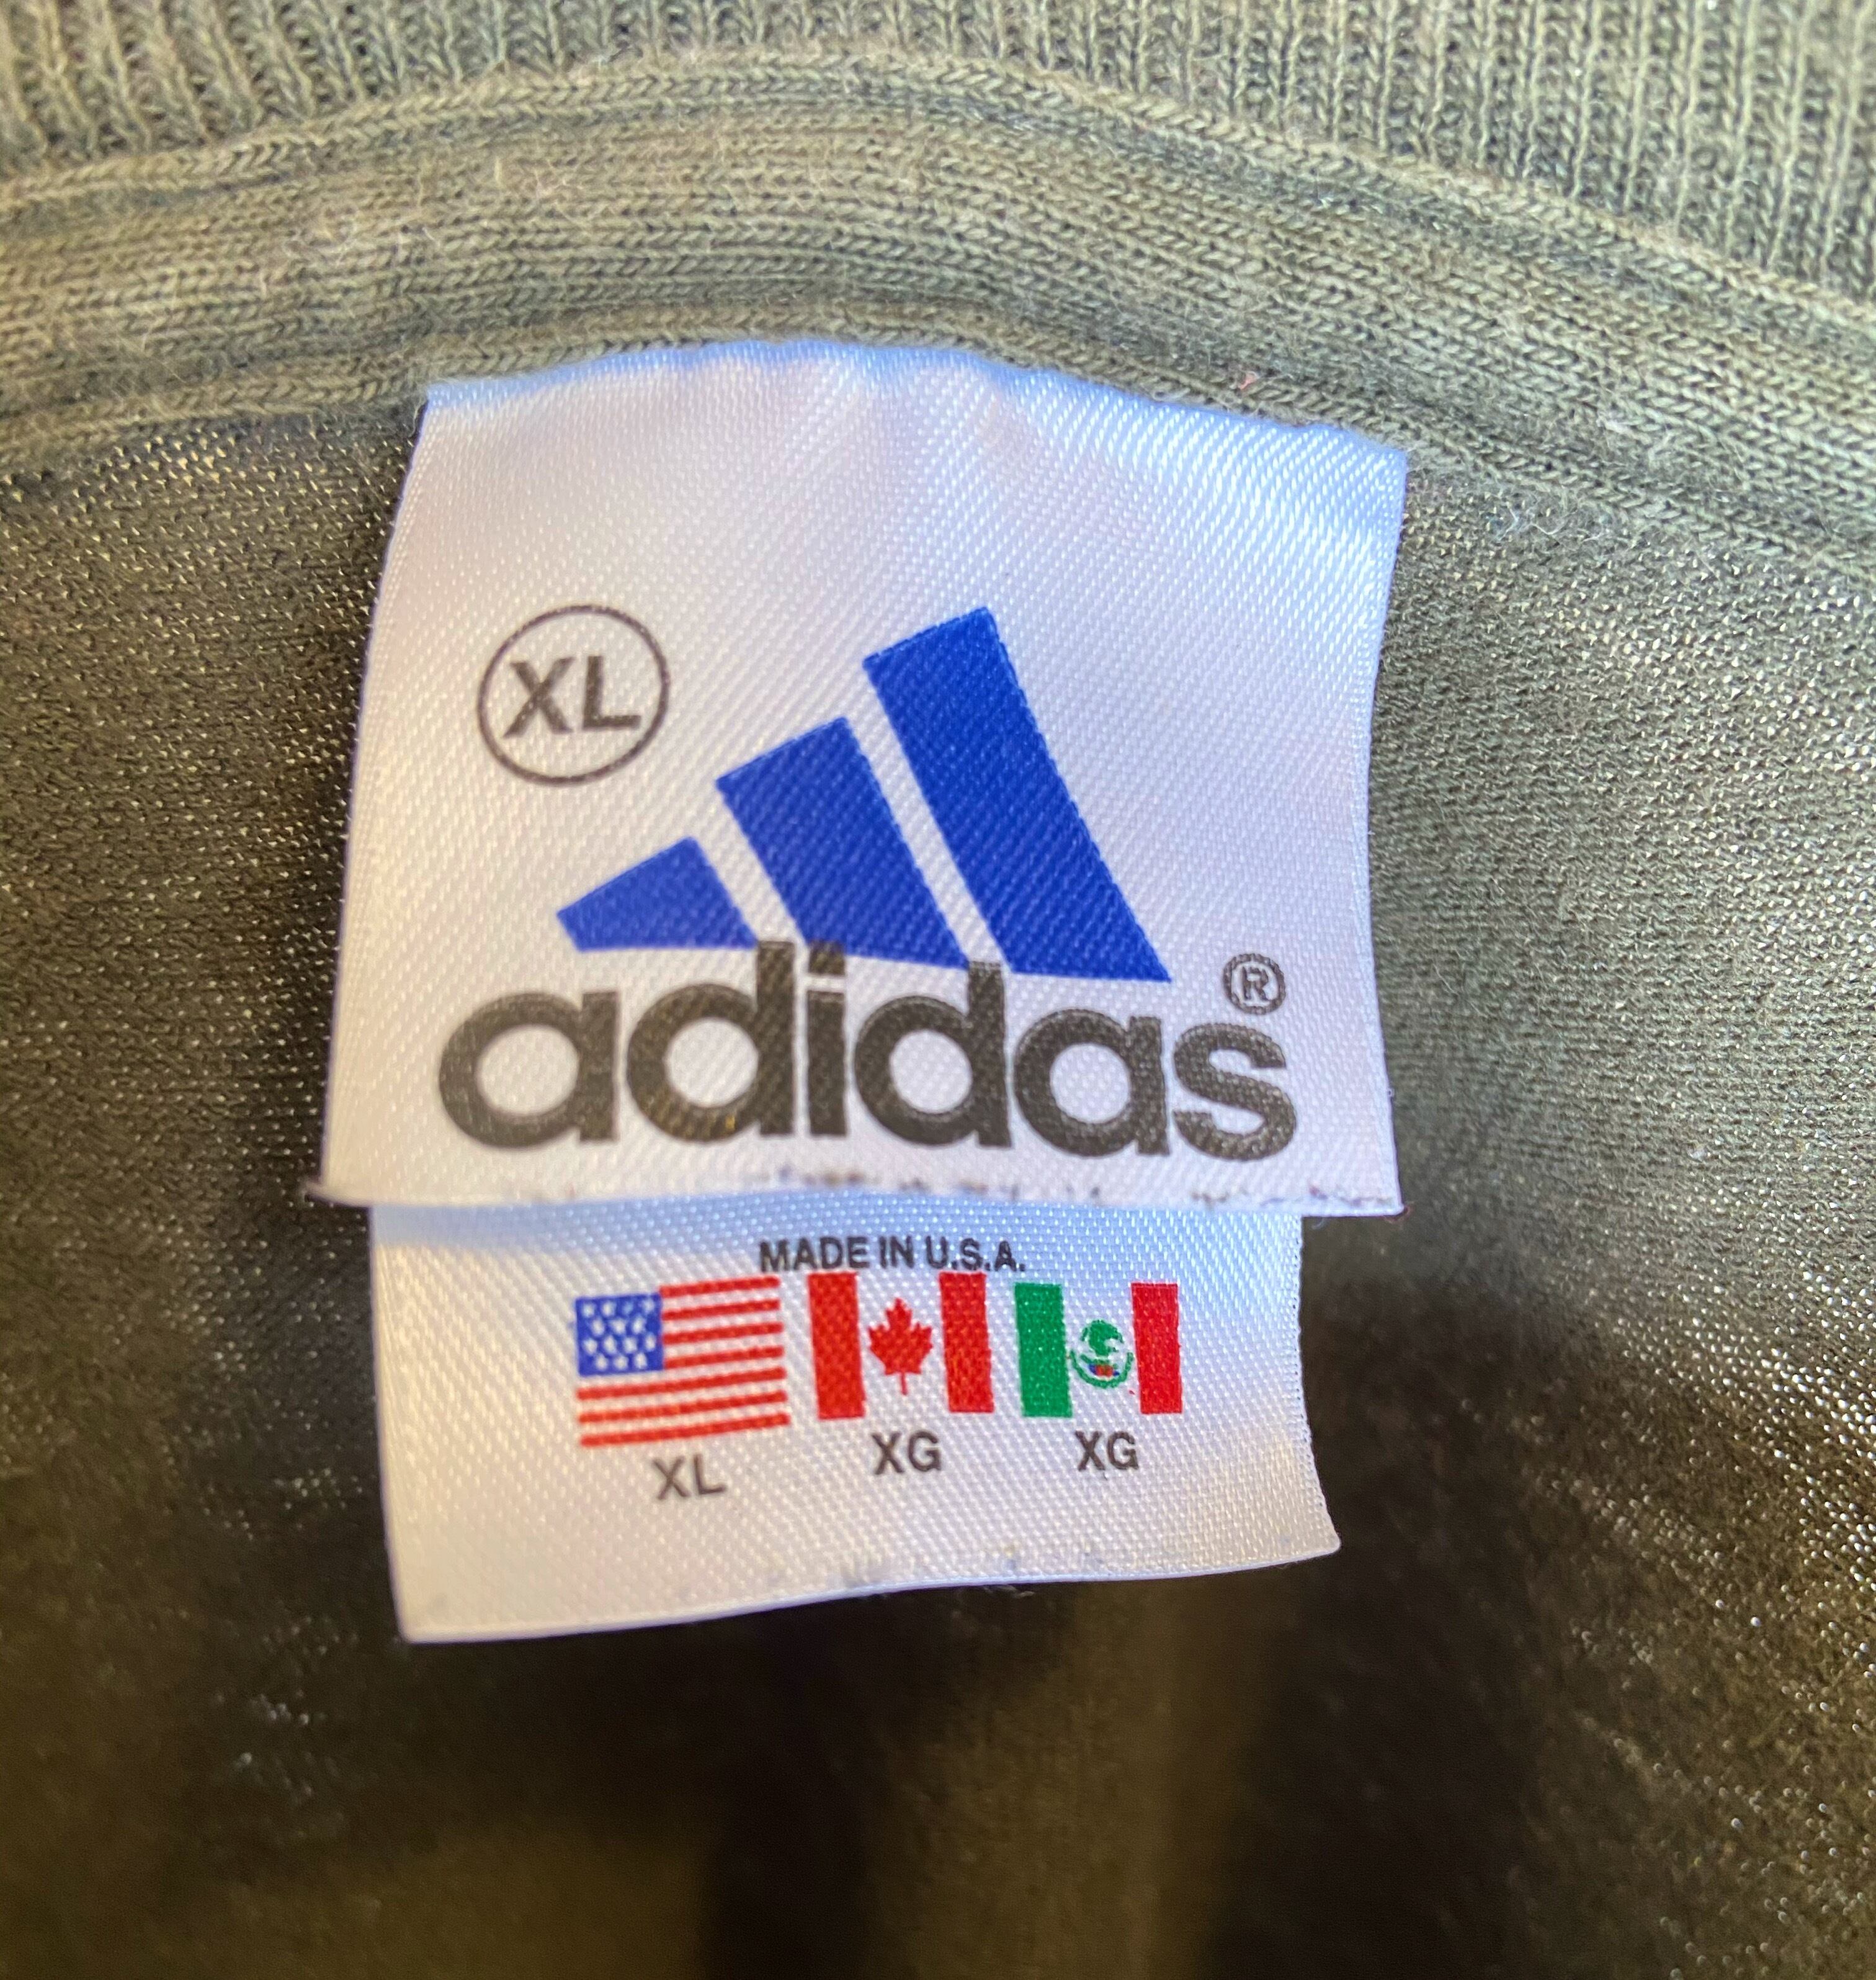 XL
adidas®
MADE IN U.S.A.
XL XG XG